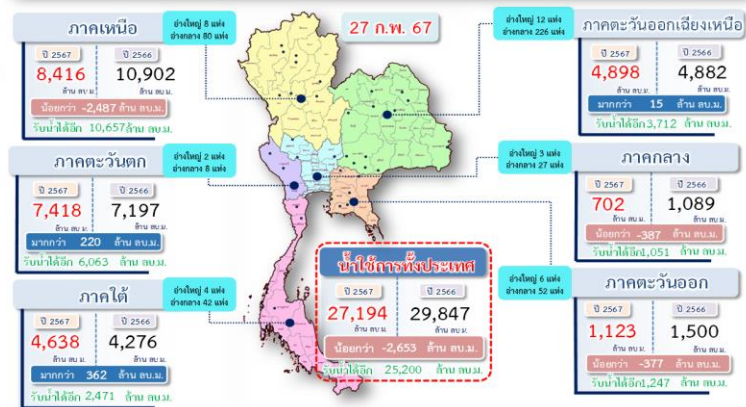 27 ก.พ. 67
ภาคเหนือ
อ่างใหญ่ 8 แห่ง
อ่างกลาง 80 แห่ง
ปี 2567
ปี 2566
8,416
10,902
ล้าน ลบ.ม.
ล้าน ลบ.ม.
น้อยกว่า -2,487 ล้าน ลบ.ม.
รับน้ำได้อีก 10,657 ล้าน ลบ.ม.
ภาคตะวันตก
อ่างใหญ่ 2 แห่ง
อ่างกลาง 8 แห่ง
ปี 2567
ปี 2566
7,418
7,197
ล้าน ลบ.ม.
ล้าน ลบ.ม.
มากกว่า 220 ล้าน ลบ.ม.
รับน้ำได้อีก 6,063 ล้าน ลบ.ม.
ภาคใต้
อ่างใหญ่ 4 แห่ง
อ่างกลาง 42 แห่ง
ปี 2567
ปี 2566
4,638
4,276
ล้าน ลบ.ม.
ล้าน ลบ.ม.
มากกว่า 362 ล้าน ลบ.ม.
รับน้ำได้อีก 2,471 ล้าน ลบ.ม.
น้ำใช้การทั้งประเทศ
ปี 2567
ปี 2566
27,194
29,847
ล้าน ลบ.ม.
ล้าน ลบ.ม.
น้อยกว่า -2,653 ล้าน ลบ.ม.
รับน้ำได้อีก 25,200 ล้าน ลบ.ม.
อ่างใหญ่ 12 แห่ง
อ่างกลาง 226 แห่ง
ภาคตะวันออกเฉียงเหนือ
ปี 2567
ปี 2566
4,898
4,882
ล้าน ลบ.ม.
ล้าน ลบ.ม.
มากกว่า 15 ล้าน ลบ.ม.
รับน้ำได้อีก 3,712 ล้าน ลบ.ม.
อ่างใหญ่ 3 แห่ง
อ่างกลาง 27 แห่ง
ภาคกลาง
ปี 2567
ปี 2566
702
1,089
ล้าน ลบ.ม.
ล้าน ลบ.ม.
น้อยกว่า -387 ล้าน ลบ.ม.
รับน้ำได้อีก 1,051 ล้าน ลบ.ม.
อ่างใหญ่ 6 แห่ง
อ่างกลาง 52 แห่ง
ภาคตะวันออก
ปี 2567
ปี 2566
1,123
1,500
ล้าน ลบ.ม.
ล้าน ลบ.ม.
น้อยกว่า -377 ล้าน ลบ.ม.
รับน้ำได้อีก 1,247 ล้าน ลบ.ม.